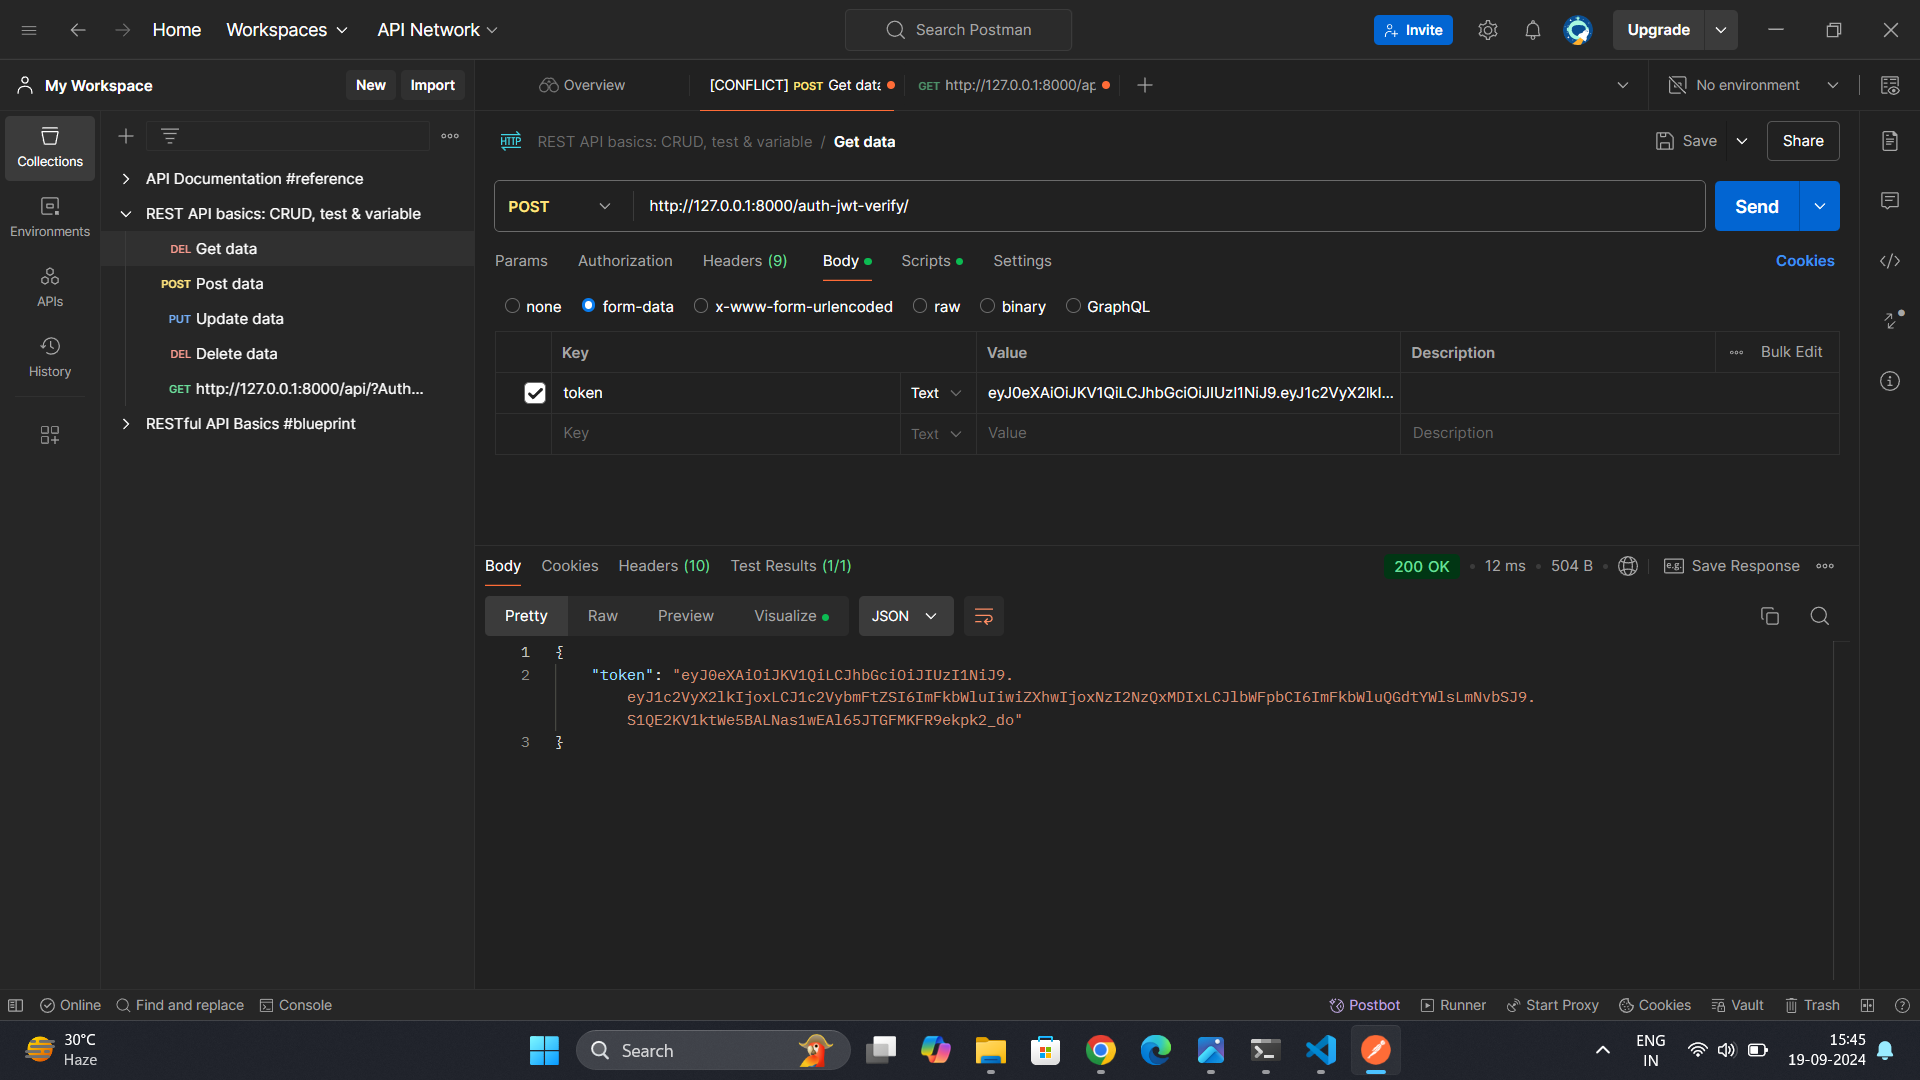 Home Workspaces API Network Search Postman Invite Upgrade
My Workspace New Import Overview [CONFLICT] POST Get data GET http://127.0.0.1:8000/ap No environment
Collections
Environments
APIs
History
API Documentation #reference
REST API basics: CRUD, test & variable
DEL Get data
POST Post data
PUT Update data
DEL Delete data
GET http://127.0.0.1:8000/api/?Auth...
RESTful API Basics #blueprint
HTTP REST API basics: CRUD, test & variable / Get data Save Share
POST http://127.0.0.1:8000/auth-jwt-verify/ Send
Params Authorization Headers (9) Body Scripts Settings Cookies
none form-data x-www-form-urlencoded raw binary GraphQL
Key Value Description Bulk Edit
token Text eyJ0eXAiOiJKV1QiLCJhbGciOiJIUzI1NiJ9.eyJ1c2VyX2lkI...
Key Text Value Description
Body Cookies Headers (10) Test Results (1/1) 200 OK 12 ms 504 B e.g. Save Response
Pretty Raw Preview Visualize JSON
1 {
2 "token": "eyJ0eXAiOiJKV1QiLCJhbGciOiJIUzI1NiJ9.
eyJ1c2VyX2lkIjoxLCJ1c2VybmFtZSI6ImFkbWluIiwiZXhwIjoxNzI2NzQxMDIxLCJlbWFpbCI6ImFkbWluQGdtYWlsLmNvbSJ9.
S1QE2KV1ktWe5BALNas1wEAl65JTGFMKFR9ekpk2_do"
3 }
Online Find and replace Console Postbot Runner Start Proxy Cookies Vault Trash
30°C
Haze
Search
ENG
IN
15:45
19-09-2024